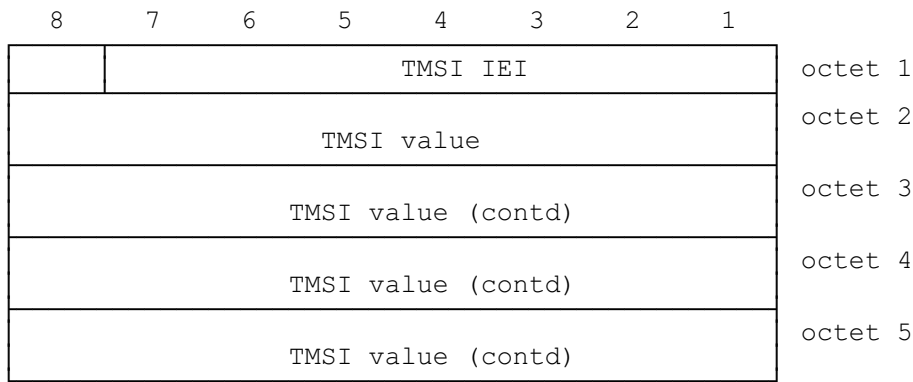 8 7 6 5 4 3 2 1
TMSI IEI octet 1
octet 2
TMSI value
octet 3
TMSI value (contd)
octet 4
TMSI value (contd)
octet 5
TMSI value (contd)